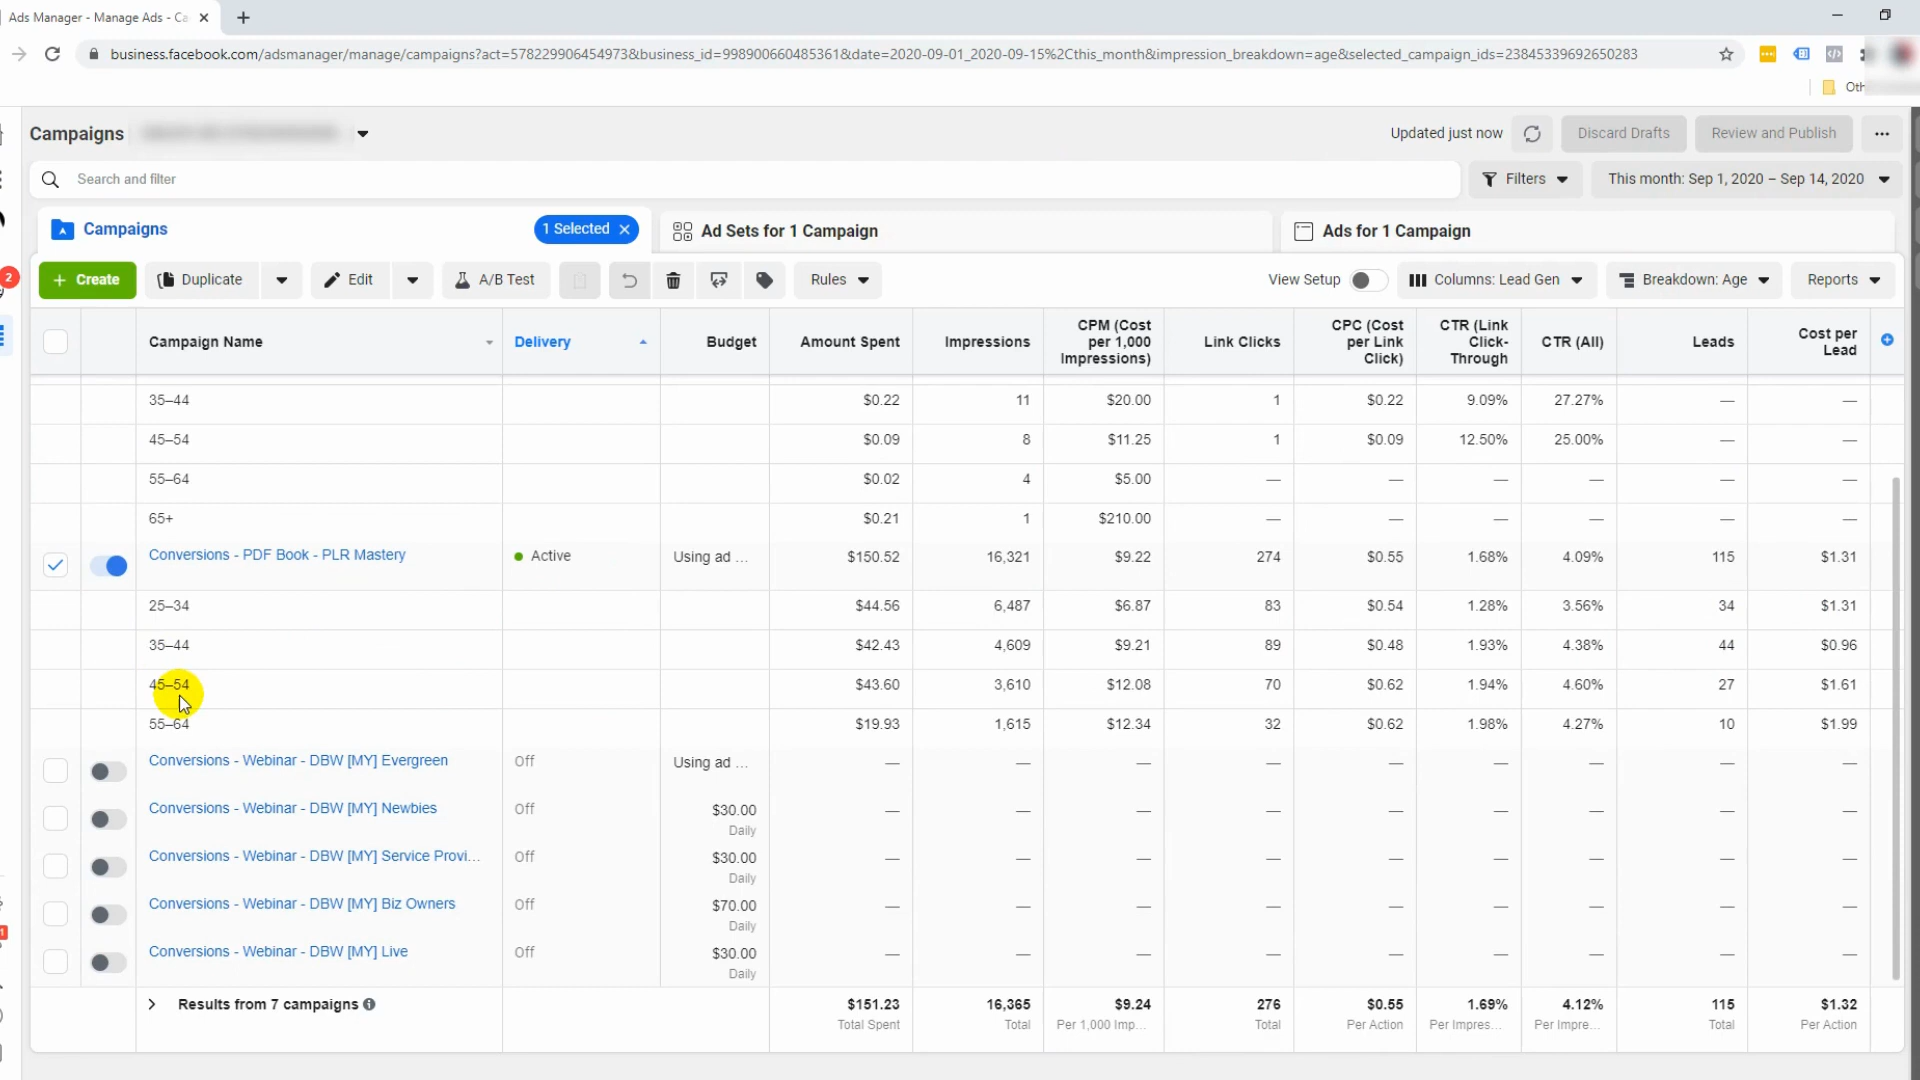 Ads Manager - Manage Ads - Ca
business.facebook.com/adsmanager/manage/campaigns?act=578229906454973&business_id=998900660485361&date=2020-09-01_2020-09-15%2Cthis_month&impression_breakdown=age&selected_campaign_ids=23845339692650283
Oth
Campaigns
Updated just now
Discard Drafts
Review and Publish
Search and filter
Filters
This month: Sep 1, 2020 – Sep 14, 2020
Campaigns
1 Selected
Ad Sets for 1 Campaign
Ads for 1 Campaign
2
+ Create
Duplicate
Edit
A/B Test
Rules
View Setup
Columns: Lead Gen
Breakdown: Age
Reports
Campaign Name
Delivery
Budget
Amount Spent
Impressions
CPM (Cost
per 1,000
Impressions)
Link Clicks
CPC (Cost
per Link
Click)
CTR (Link
Click-
Through
CTR (All)
Leads
Cost per
Lead
35–44 $0.22 11 $20.00 1 $0.22 9.09% 27.27% — —
45–54 $0.09 8 $11.25 1 $0.09 12.50% 25.00% — —
55–64 $0.02 4 $5.00 — — — — — —
65+ $0.21 1 $210.00 — — — — — —
Conversions - PDF Book - PLR Mastery Active Using ad ... $150.52 16,321 $9.22 274 $0.55 1.68% 4.09% 115 $1.31
25–34 $44.56 6,487 $6.87 83 $0.54 1.28% 3.56% 34 $1.31
35–44 $42.43 4,609 $9.21 89 $0.48 1.93% 4.38% 44 $0.96
45–54 $43.60 3,610 $12.08 70 $0.62 1.94% 4.60% 27 $1.61
55–64 $19.93 1,615 $12.34 32 $0.62 1.98% 4.27% 10 $1.99
Conversions - Webinar - DBW [MY] Evergreen Off Using ad ... — — — — — — — — —
Conversions - Webinar - DBW [MY] Newbies Off $30.00 — — — — — — — — —
Daily
Conversions - Webinar - DBW [MY] Service Provi... Off $30.00 — — — — — — — — —
Daily
Conversions - Webinar - DBW [MY] Biz Owners Off $70.00 — — — — — — — — —
Daily
1
Conversions - Webinar - DBW [MY] Live Off $30.00 — — — — — — — — —
Daily
Results from 7 campaigns $151.23 16,365 $9.24 276 $0.55 1.69% 4.12% 115 $1.32
Total Spent Total Per 1,000 Imp... Total Per Action Per Impres... Per Impre... Total Per Action